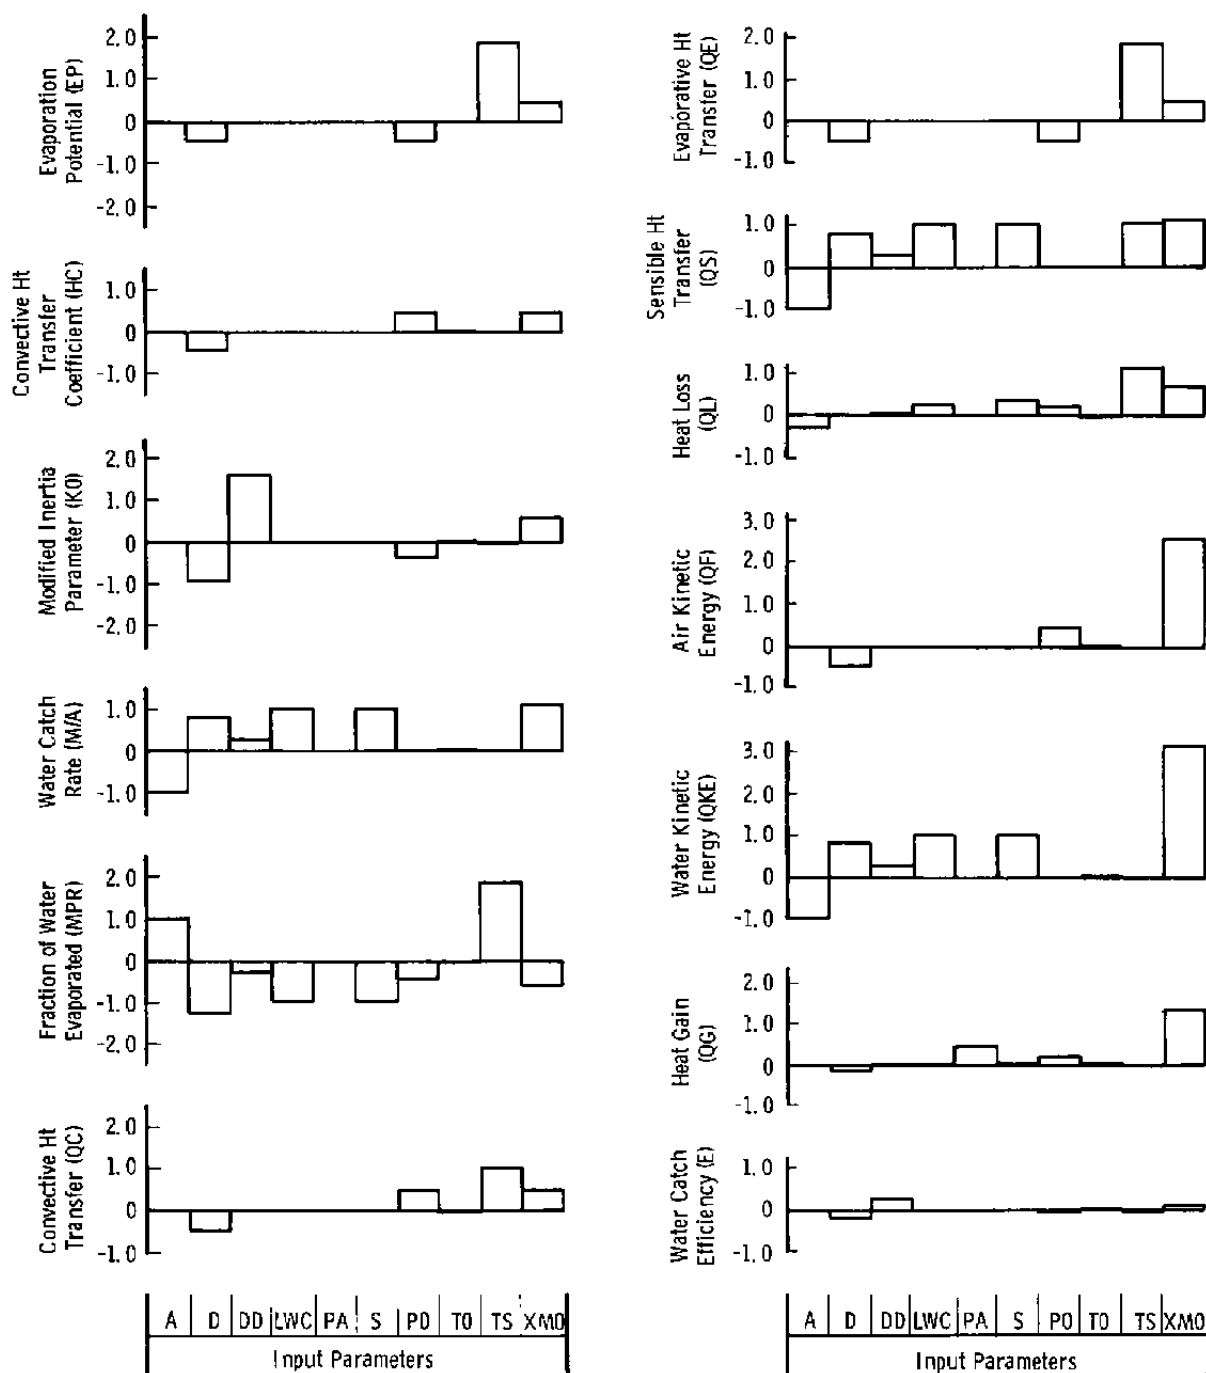 Evaporation
Potential (EP)
2.0
1.0
0
-1.0
-2.0
Convective Ht
Transfer
Coefficient (HC)
1.0
0
-1.0
Modified Inertia
Parameter (K0)
2.0
1.0
0
-1.0
-2.0
Water Catch
Rate (M/A)
1.0
0
-1.0
Fraction of Water
Evaporated (MPR)
2.0
1.0
0
-1.0
-2.0
Convective Ht
Transfer (QC)
2.0
1.0
0
-1.0
A D DD LWC PA S P0 T0 TS XM0
Input Parameters
Evaporative Ht
Transfer (QE)
2.0
1.0
0
-1.0
Sensible Ht
Transfer
(QS)
1.0
0
-1.0
Heat Loss
(QL)
1.0
0
-1.0
Air Kinetic
Energy (QF)
3.0
2.0
1.0
0
-1.0
Water Kinetic
Energy (QKE)
3.0
2.0
1.0
0
-1.0
Heat Gain
(QG)
2.0
1.0
0
-1.0
Water Catch
Efficiency (E)
1.0
0
-1.0
A D DD LWC PA S P0 T0 TS XM0
Input Parameters